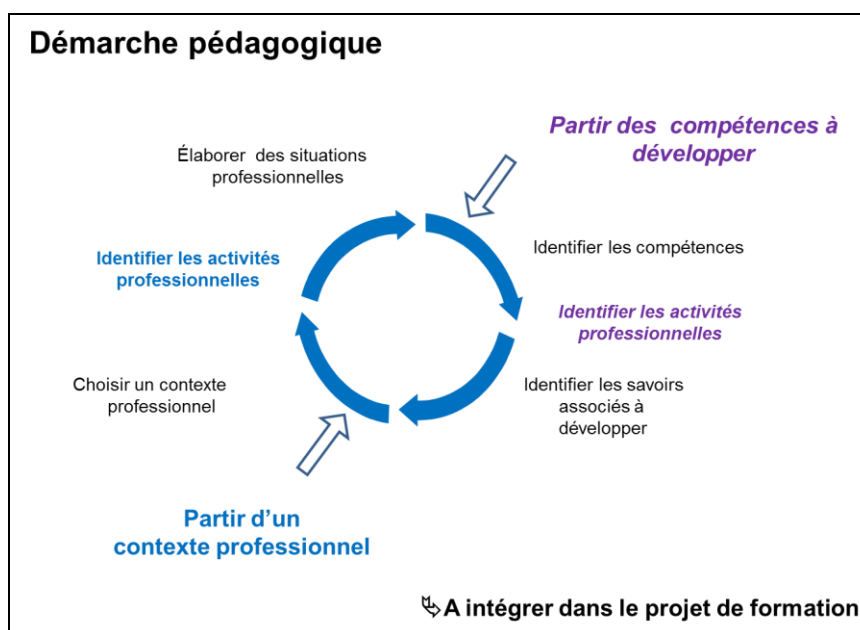 Démarche pédagogique
Partir des compétences à
développer
Élaborer des situations
professionnelles
Identifier les compétences
Identifier les activités
professionnelles
Identifier les activités
professionnelles
Identifier les savoirs
associés à
développer
Choisir un contexte
professionnel
Partir d’un
contexte professionnel
A intégrer dans le projet de formation